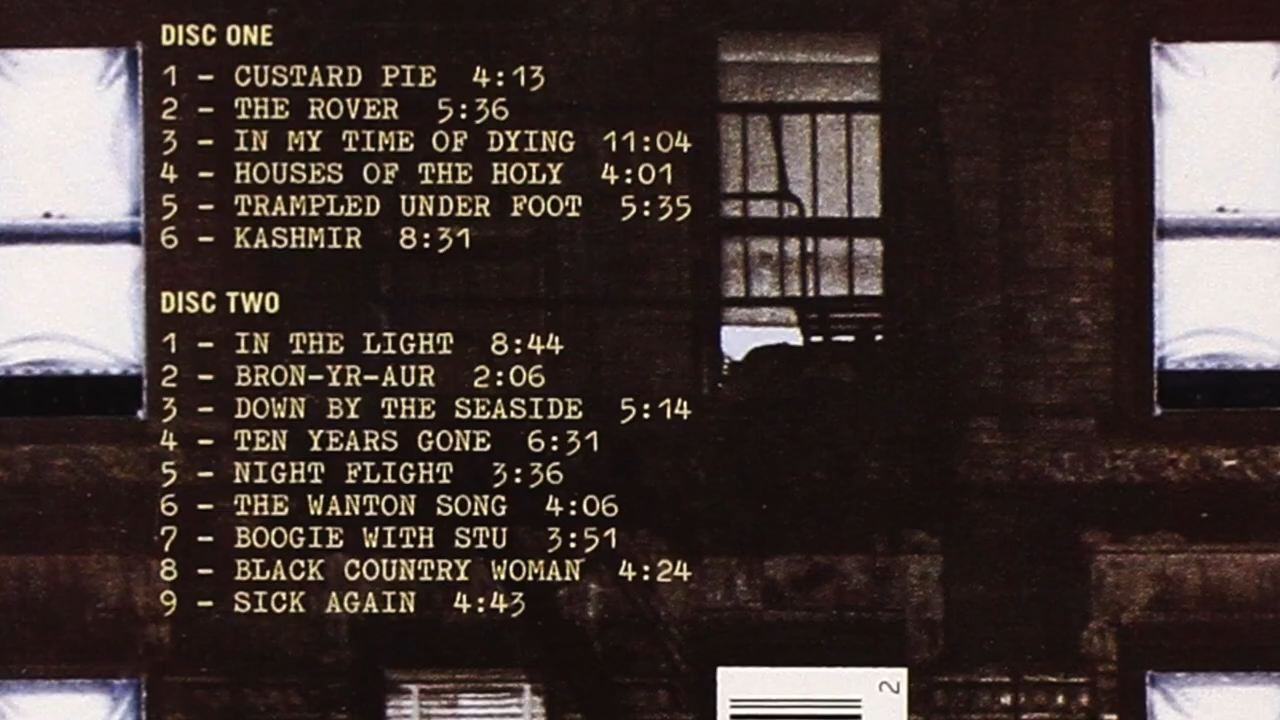 DISC ONE
1 - CUSTARD PIE 4:13
2 - THE ROVER 5:36
3 - IN MY TIME OF DYING 11:04
4 - HOUSES OF THE HOLY 4:01
5 - TRAMPLED UNDER FOOT 5:35
6 - KASHMIR 8:31
DISC TWO
1 - IN THE LIGHT 8:44
2 - BRON-YR-AUR 2:06
3 - DOWN BY THE SEASIDE 5:14
4 - TEN YEARS GONE 6:31
5 - NIGHT FLIGHT 3:36
6 - THE WANTON SONG 4:06
7 - BOOGIE WITH STU 3:51
8 - BLACK COUNTRY WOMAN 4:24
9 - SICK AGAIN 4:43
2